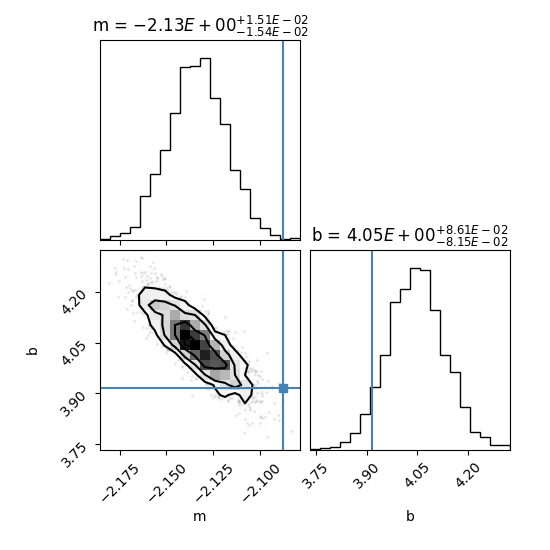 m = −2.13E + 00+1.51E − 02 −1.54E − 02
b = 4.05E + 00+8.61E − 02 −8.15E − 02
b
4.20
4.05
3.90
3.75
−2.175 −2.150 −2.125 −2.100
m
3.75 3.90 4.05 4.20
b